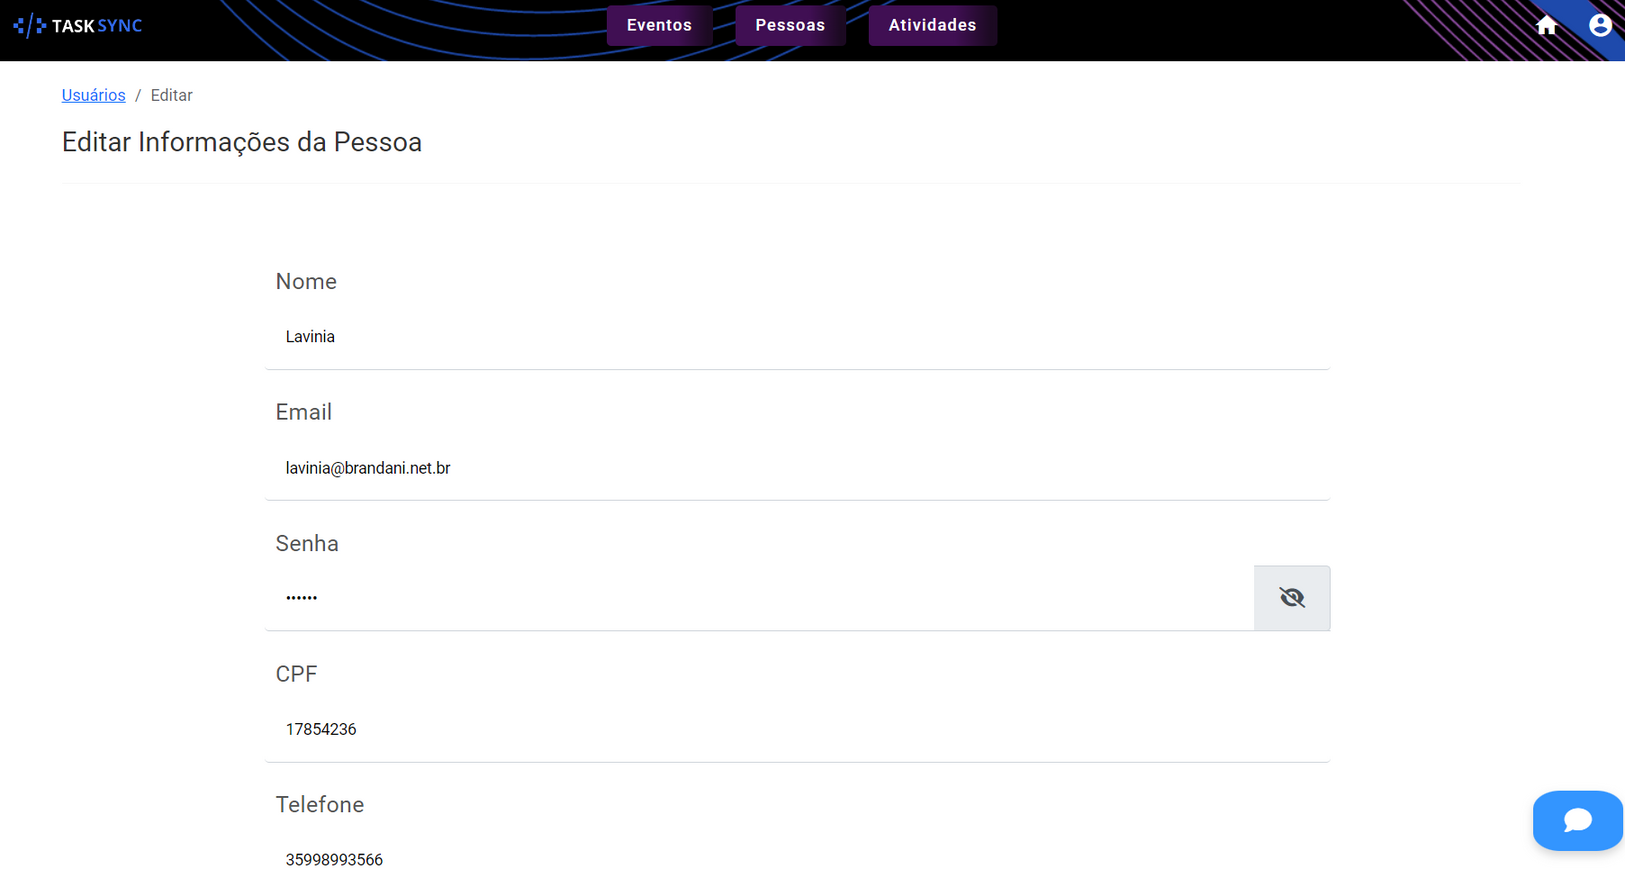 TASK SYNC
Eventos
Pessoas
Atividades
Usuários / Editar
Editar Informações da Pessoa
Nome
Lavinia
Email
lavinia@brandani.net.br
Senha
••••••
CPF
17854236
Telefone
35998993566